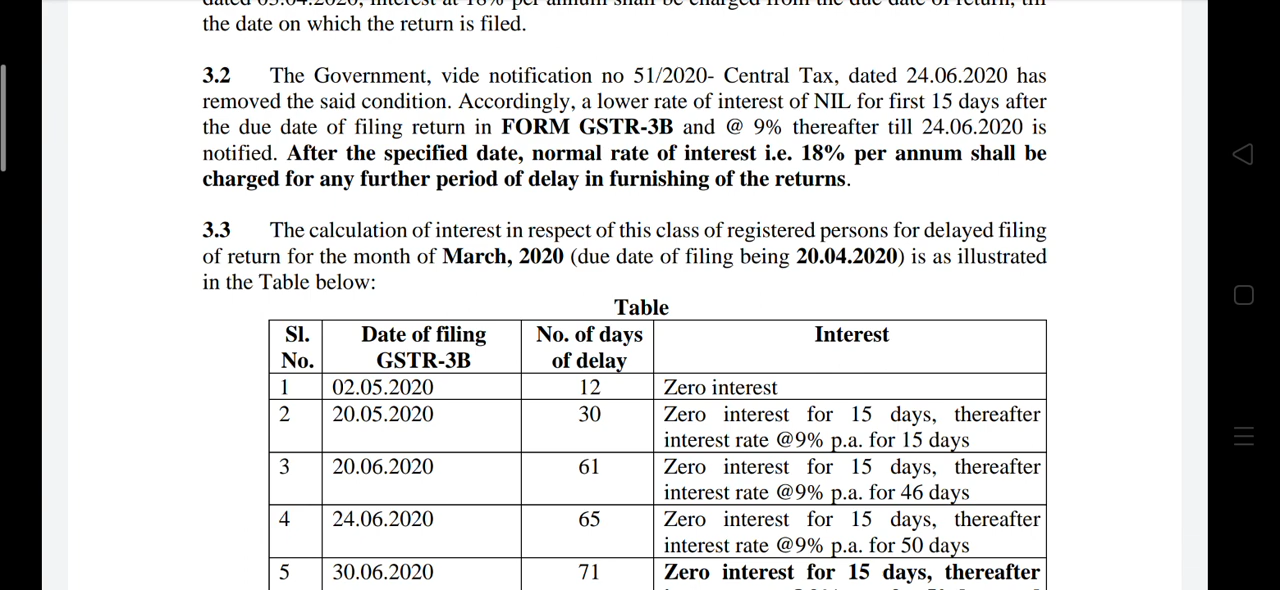 the date on which the return is filed.
3.2 The Government, vide notification no 51/2020- Central Tax, dated 24.06.2020 has
removed the said condition. Accordingly, a lower rate of interest of NIL for first 15 days after
the due date of filing return in FORM GSTR-3B and @ 9% thereafter till 24.06.2020 is
notified. After the specified date, normal rate of interest i.e. 18% per annum shall be
charged for any further period of delay in furnishing of the returns.
3.3 The calculation of interest in respect of this class of registered persons for delayed filing
of return for the month of March, 2020 (due date of filing being 20.04.2020) is as illustrated
in the Table below:
Table
Sl. No. Date of filing GSTR-3B No. of days of delay Interest
1 02.05.2020 12 Zero interest
2 20.05.2020 30 Zero interest for 15 days, thereafter
interest rate @9% p.a. for 15 days
3 20.06.2020 61 Zero interest for 15 days, thereafter
interest rate @9% p.a. for 46 days
4 24.06.2020 65 Zero interest for 15 days, thereafter
interest rate @9% p.a. for 50 days
5 30.06.2020 71 Zero interest for 15 days, thereafter